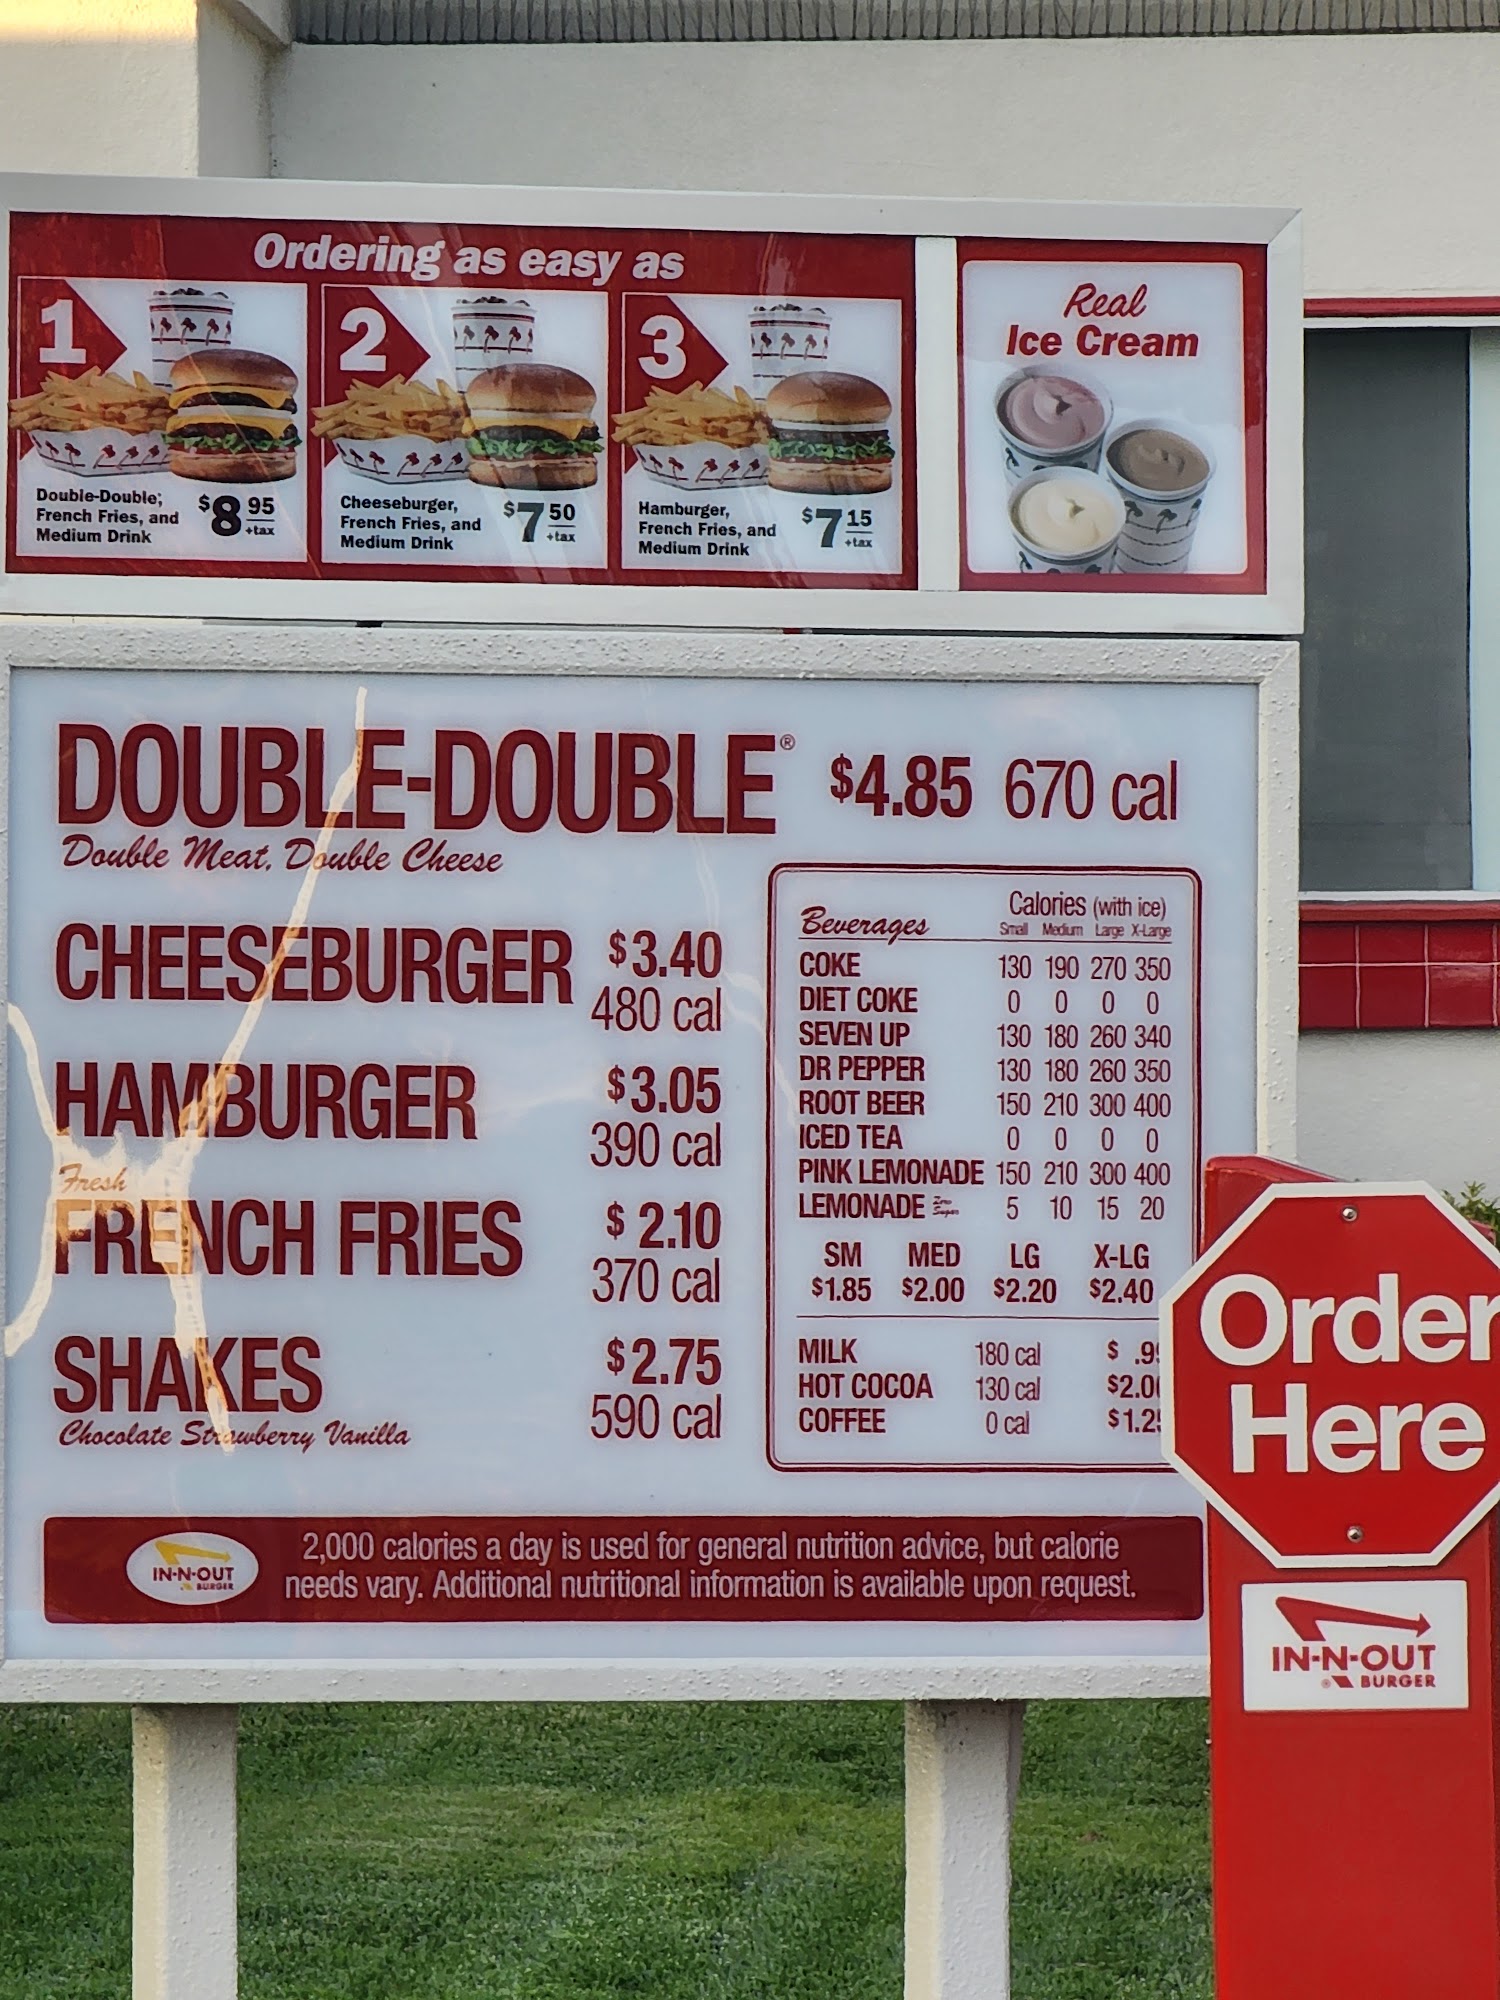 Ordering as easy as
1
Double-Double,
French Fries, and
Medium Drink
$8 95
+tax
2
Cheeseburger,
French Fries, and
Medium Drink
$7 50
+tax
3
Hamburger,
French Fries, and
Medium Drink
$7 15
+tax
Real
Ice Cream
DOUBLE-DOUBLE® $4.85 670 cal
Double Meat, Double Cheese
CHEESEBURGER $3.40
480 cal
HAMBURGER $3.05
390 cal
Fresh
FRENCH FRIES $2.10
370 cal
SHAKES $2.75
590 cal
Chocolate Strawberry Vanilla
Beverages Calories (with ice)
Small Medium Large X-Large
COKE 130 190 270 350
DIET COKE 0 0 0 0
SEVEN UP 130 180 260 340
DR PEPPER 130 180 260 350
ROOT BEER 150 210 300 400
ICED TEA 0 0 0 0
PINK LEMONADE 150 210 300 400
LEMONADE Zero Sugar 5 10 15 20
SM MED LG X-LG
$1.85 $2.00 $2.20 $2.40
MILK 180 cal $ .9
HOT COCOA 130 cal $2.0
COFFEE 0 cal $1.2
IN-N-OUT
BURGER
2,000 calories a day is used for general nutrition advice, but calorie
needs vary. Additional nutritional information is available upon request.
Order
Here
IN-N-OUT
® BURGER